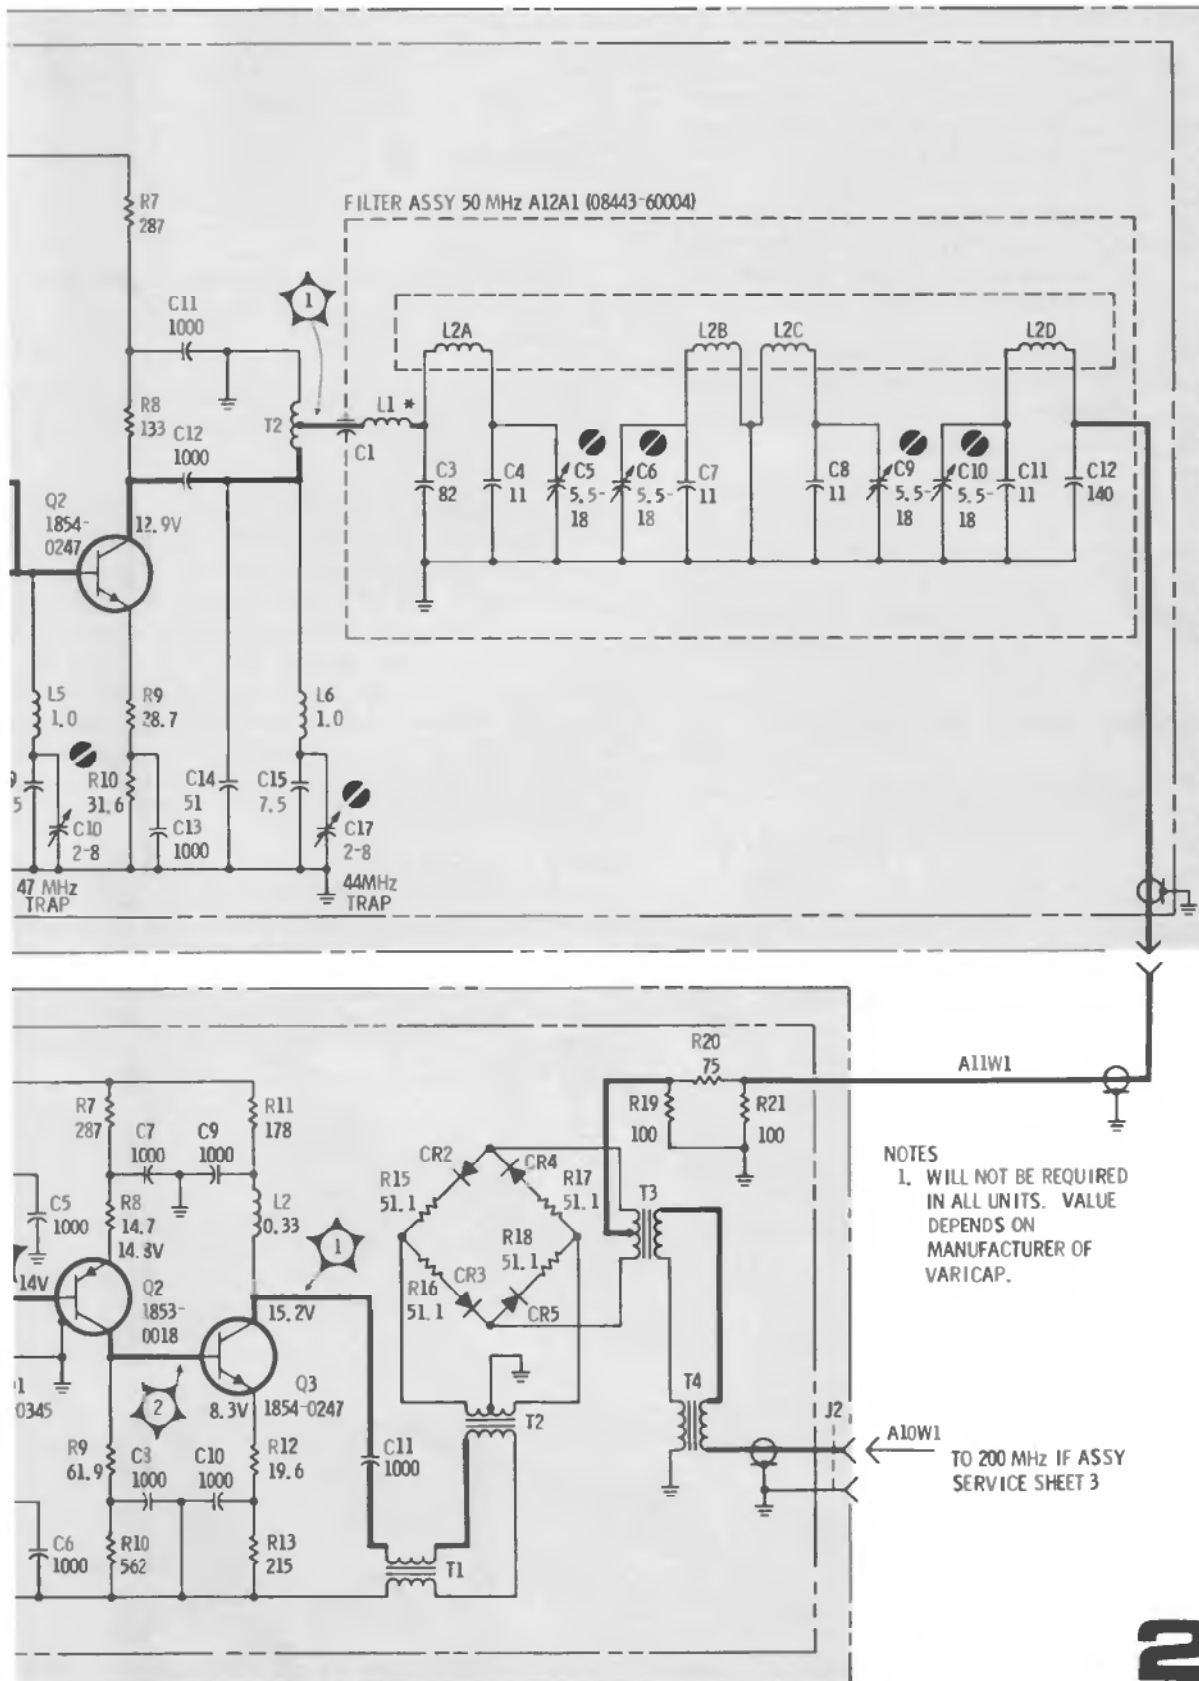 R7
287
FILTER ASSY 50 MHz A12A1 (08443-60004)
C11
1000
1
L2A
L2B
L2C
L2D
R8
133
T2
L1 *
C12
1000
C1
C3
82
C4
11
C5
5.5-
18
C6
5.5-
18
C7
11
C8
11
C9
5.5-
18
C10
5.5-
18
C11
11
C12
140
Q2
1854-
0247
12.9V
L5
1.0
R9
28.7
L6
1.0
9
5
R10
31.6
C14
51
C15
7.5
C10
2-8
C13
1000
C17
2-8
47 MHz
TRAP
44MHz
TRAP
R20
75
A11W1
R7
287
C7
1000
C9
1000
R11
178
R19
100
R21
100
NOTES
1. WILL NOT BE REQUIRED
IN ALL UNITS. VALUE
DEPENDS ON
MANUFACTURER OF
VARICAP.
CR2
CR4
R15
51.1
R17
51.1
C5
1000
R8
14.7
14.3V
L2
0.33
T3
1
R18
51.1
14V
Q2
1853-
0018
15.2V
R16
51.1
CR3
CR5
01
0345
2
8.3V
Q3
1854-0247
T2
T4
J2
A10W1
TO 200 MHz IF ASSY
SERVICE SHEET 3
R9
61.9
C8
1000
C10
1000
R12
19.6
C11
1000
C6
1000
R10
562
R13
215
T1
2